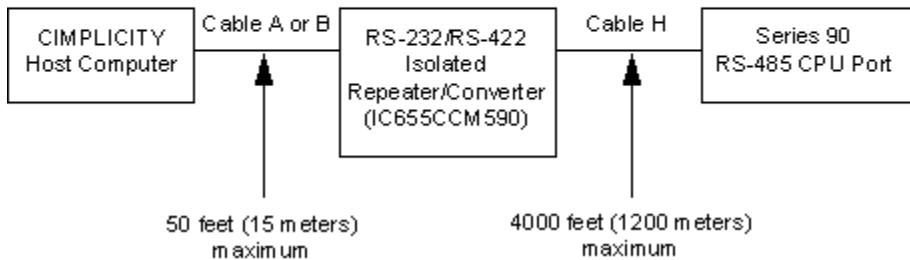 CIMPLICITY
Host Computer
Cable A or B
RS-232/RS-422
Isolated
Repeater/Converter
(IC655CCM590)
Cable H
Series 90
RS-485 CPU Port
50 feet (15 meters)
maximum
4000 feet (1200 meters)
maximum